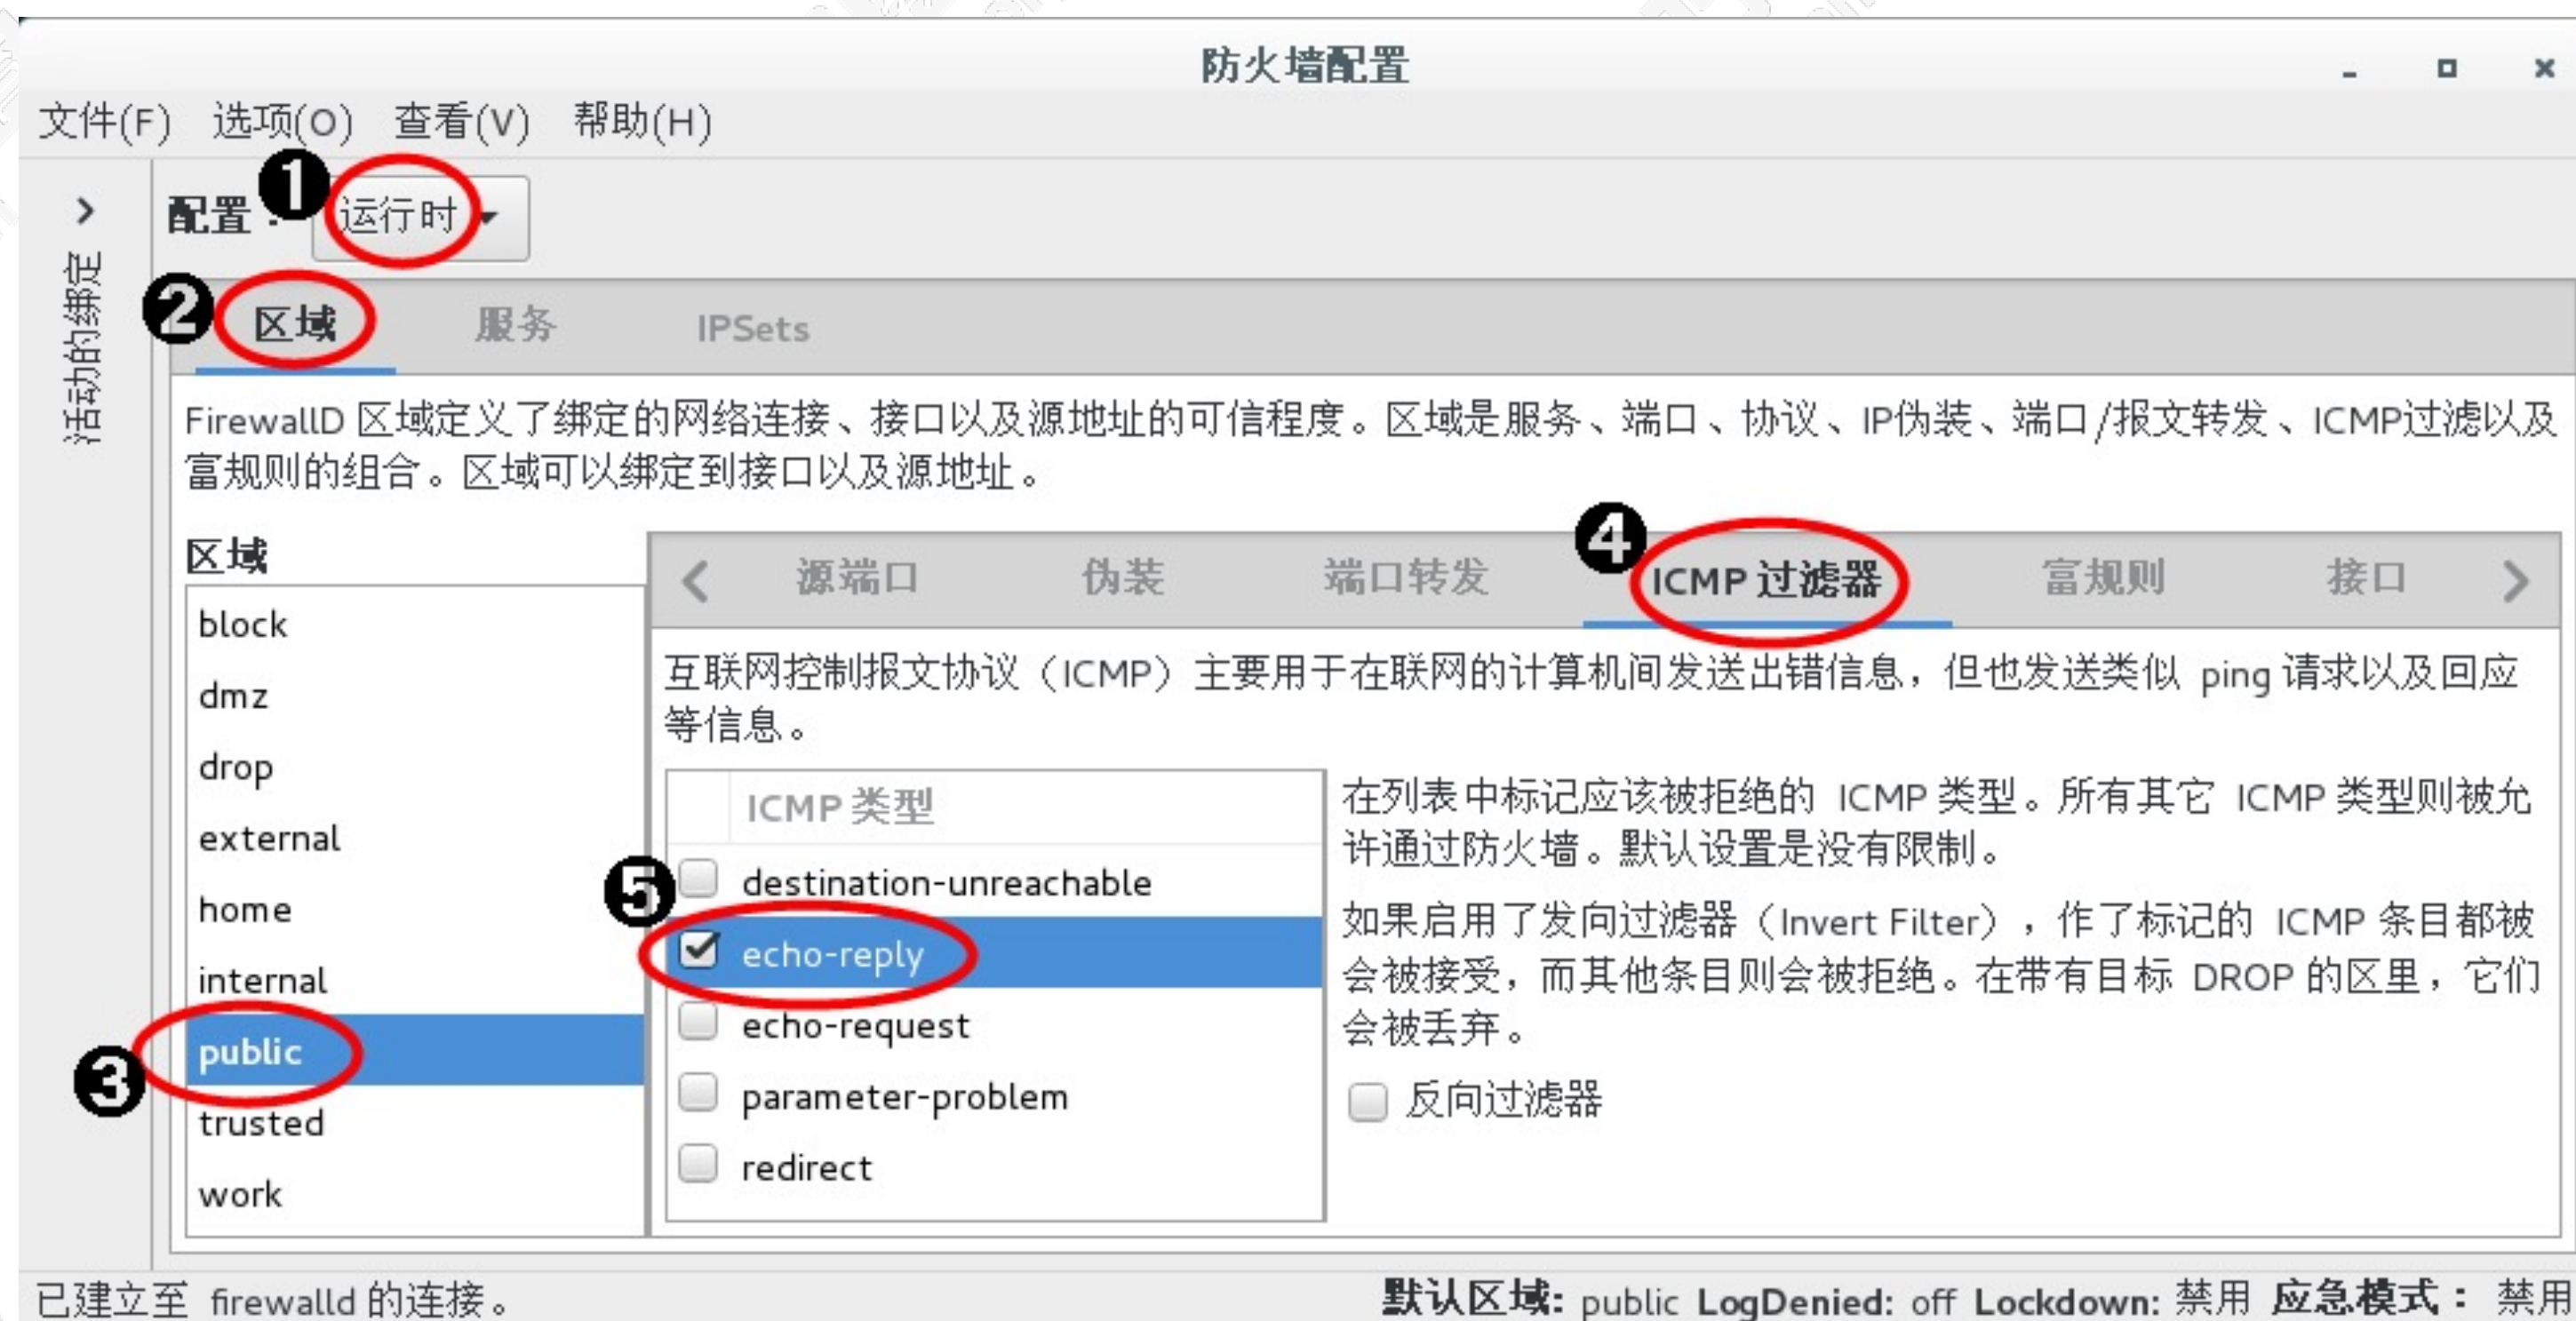 防火墙配置
文件(F) 选项(O) 查看(V) 帮助(H)
❶
配置： 运行时
活动的绑定
❷
区域 服务 IPSets
FirewallD 区域定义了绑定的网络连接、接口以及源地址的可信程度。区域是服务、端口、协议、IP伪装、端口/报文转发、ICMP过滤以及
富规则的组合。区域可以绑定到接口以及源地址。
区域
block
dmz
drop
external
home
internal
❸
public
trusted
work
❹
源端口 伪装 端口转发 ICMP 过滤器 富规则 接口
互联网控制报文协议（ICMP）主要用于在联网的计算机间发送出错信息，但也发送类似 ping 请求以及回应
等信息。
ICMP 类型
destination-unreachable
❺
echo-reply
echo-request
parameter-problem
redirect
在列表中标记应该被拒绝的 ICMP 类型。所有其它 ICMP 类型则被允
许通过防火墙。默认设置是没有限制。
如果启用了发向过滤器（Invert Filter），作了标记的 ICMP 条目都被
会被接受，而其他条目则会被拒绝。在带有目标 DROP 的区里，它们
会被丢弃。
反向过滤器
已建立至 firewalld 的连接。
默认区域: public LogDenied: off Lockdown: 禁用 应急模式： 禁用